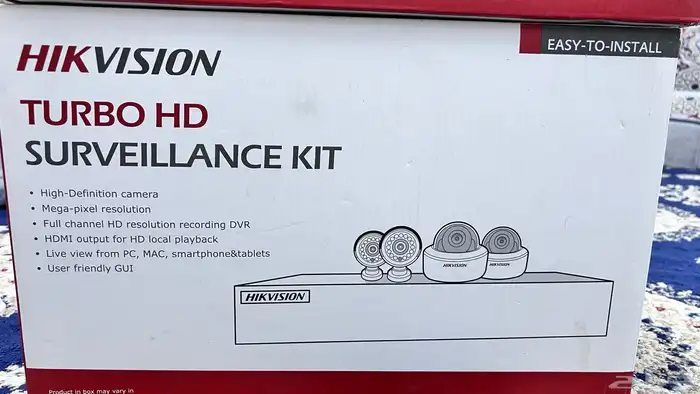 EASY-TO-INSTALL
HIKVISION
TURBO HD
SURVEILLANCE KIT
• High-Definition camera
• Mega-pixel resolution
• Full channel HD resolution recording DVR
• HDMI output for HD local playback
• Live view from PC, MAC, smartphone&tablets
• User friendly GUI
HIKVISION
HIKVISION
HIKVISION
Product in box may vary in